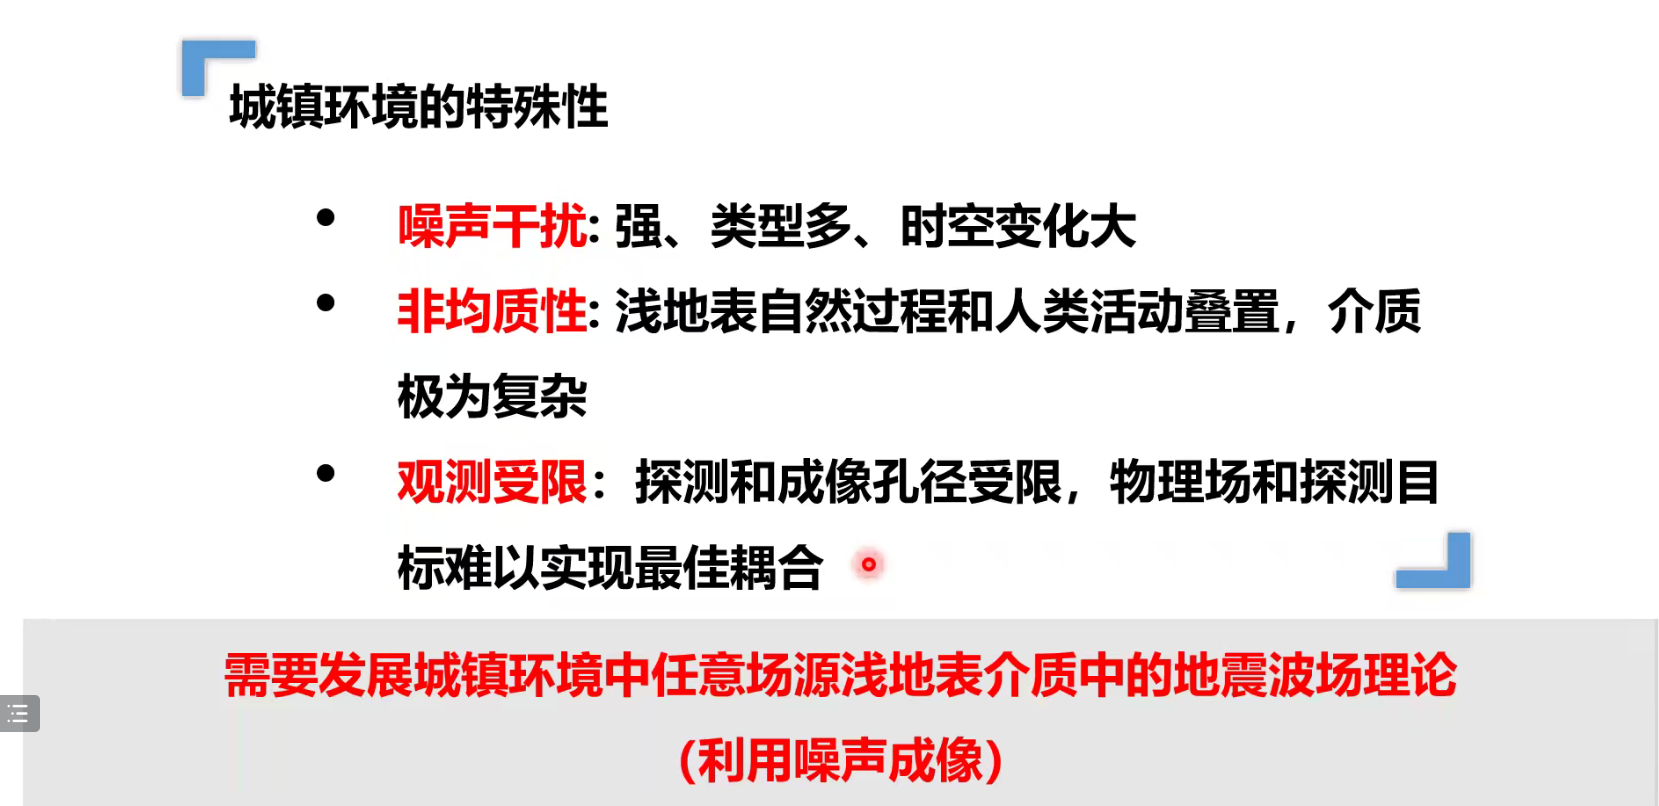 城镇环境的特殊性
噪声干扰: 强、类型多、时空变化大
非均质性: 浅地表自然过程和人类活动叠置，介质
极为复杂
观测受限：探测和成像孔径受限，物理场和探测目
标难以实现最佳耦合
需要发展城镇环境中任意场源浅地表介质中的地震波场理论
（利用噪声成像）